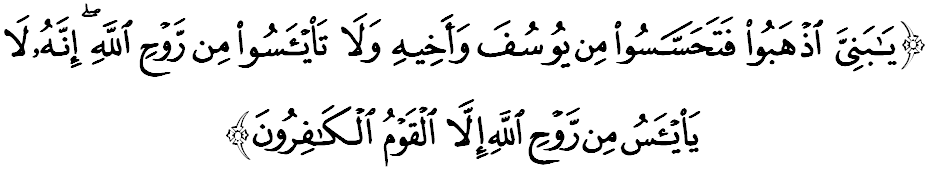 ﴿يَٰبَنِىَّ ٱذۡهَبُواْ فَتَحَسَّسُواْ مِن يُوسُفَ وَأَخِيهِ وَلَا تَاْيۡـَٔسُواْ مِن رَّوۡحِ ٱللَّهِۖ إِنَّهُۥ لَا
يَاْيۡـَٔسُ مِن رَّوۡحِ ٱللَّهِ إِلَّا ٱلۡقَوۡمُ ٱلۡكَٰفِرُونَ﴾